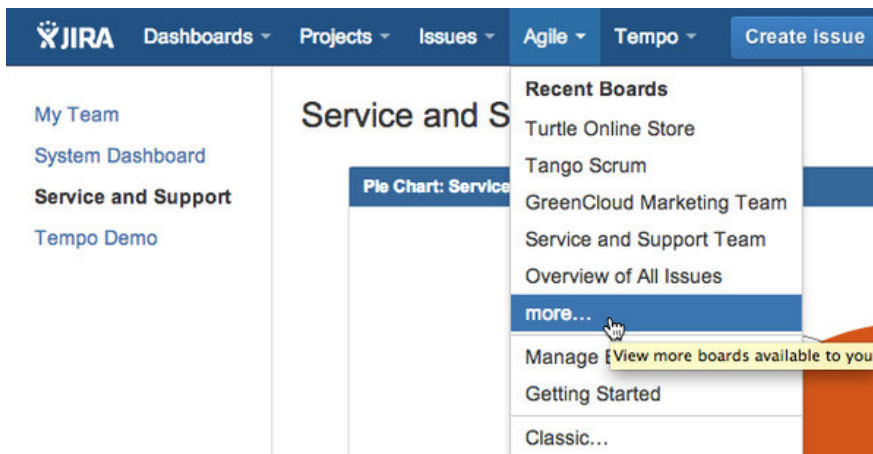 JIRA Dashboards Projects Issues Agile Tempo Create issue
My Team
System Dashboard
Service and Support
Tempo Demo
Service and S
Pie Chart: Service
Recent Boards
Turtle Online Store
Tango Scrum
GreenCloud Marketing Team
Service and Support Team
Overview of All Issues
more...
View more boards available to you
Manage
Getting Started
Classic...